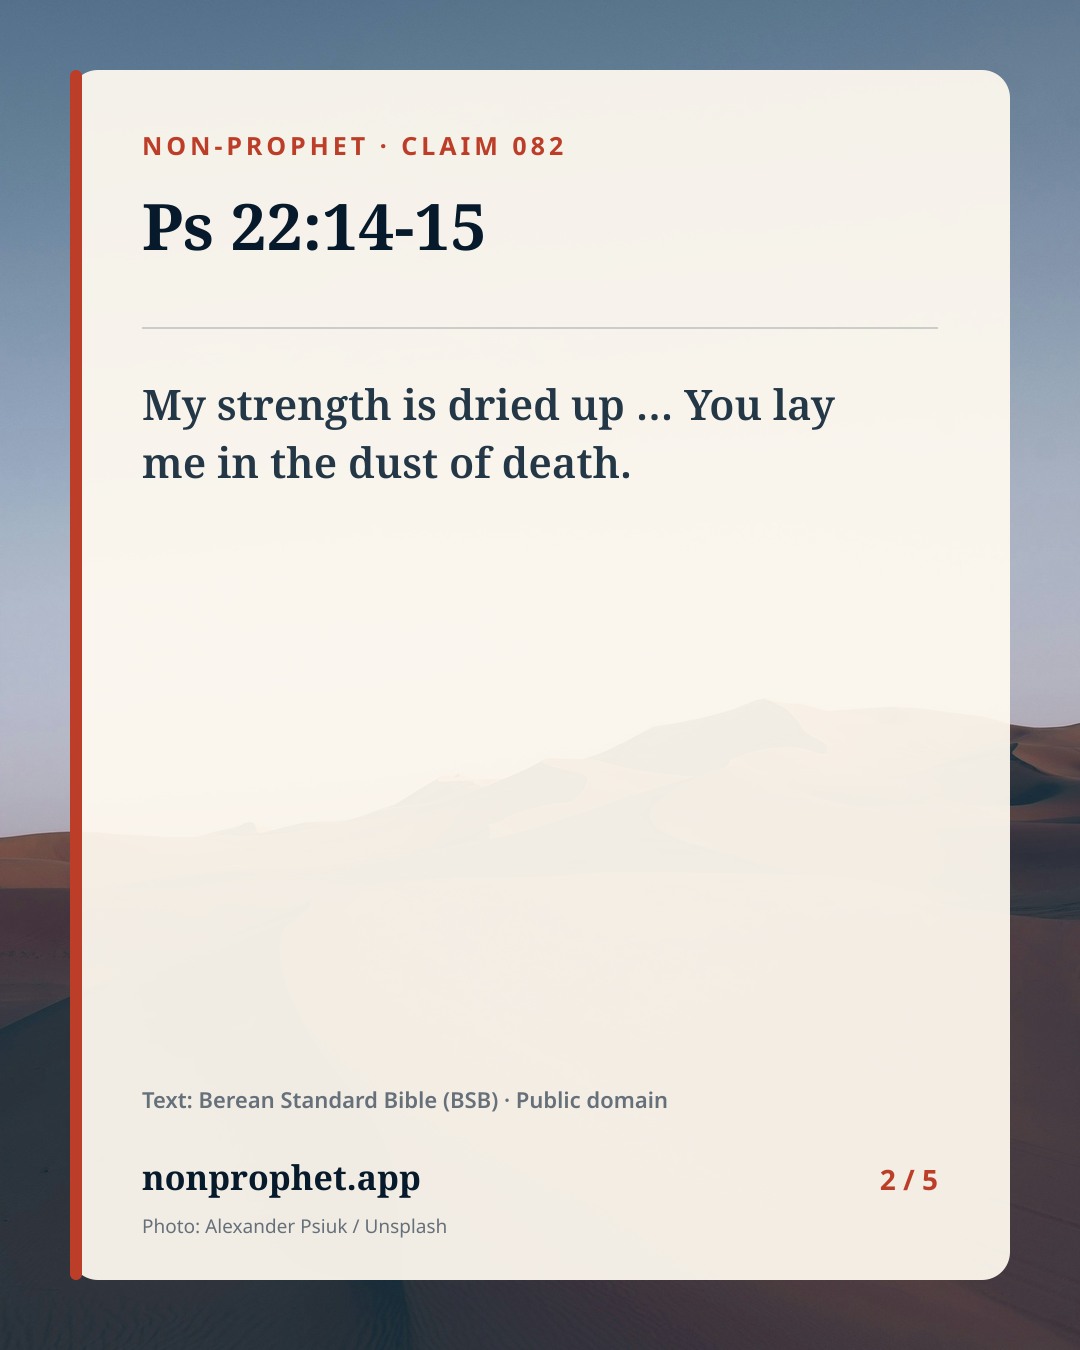 NON-PROPHET · CLAIM 082
Ps 22:14-15
My strength is dried up ... You lay
me in the dust of death.
Text: Berean Standard Bible (BSB) · Public domain
nonprophet.app
2 / 5
Photo: Alexander Psiuk / Unsplash